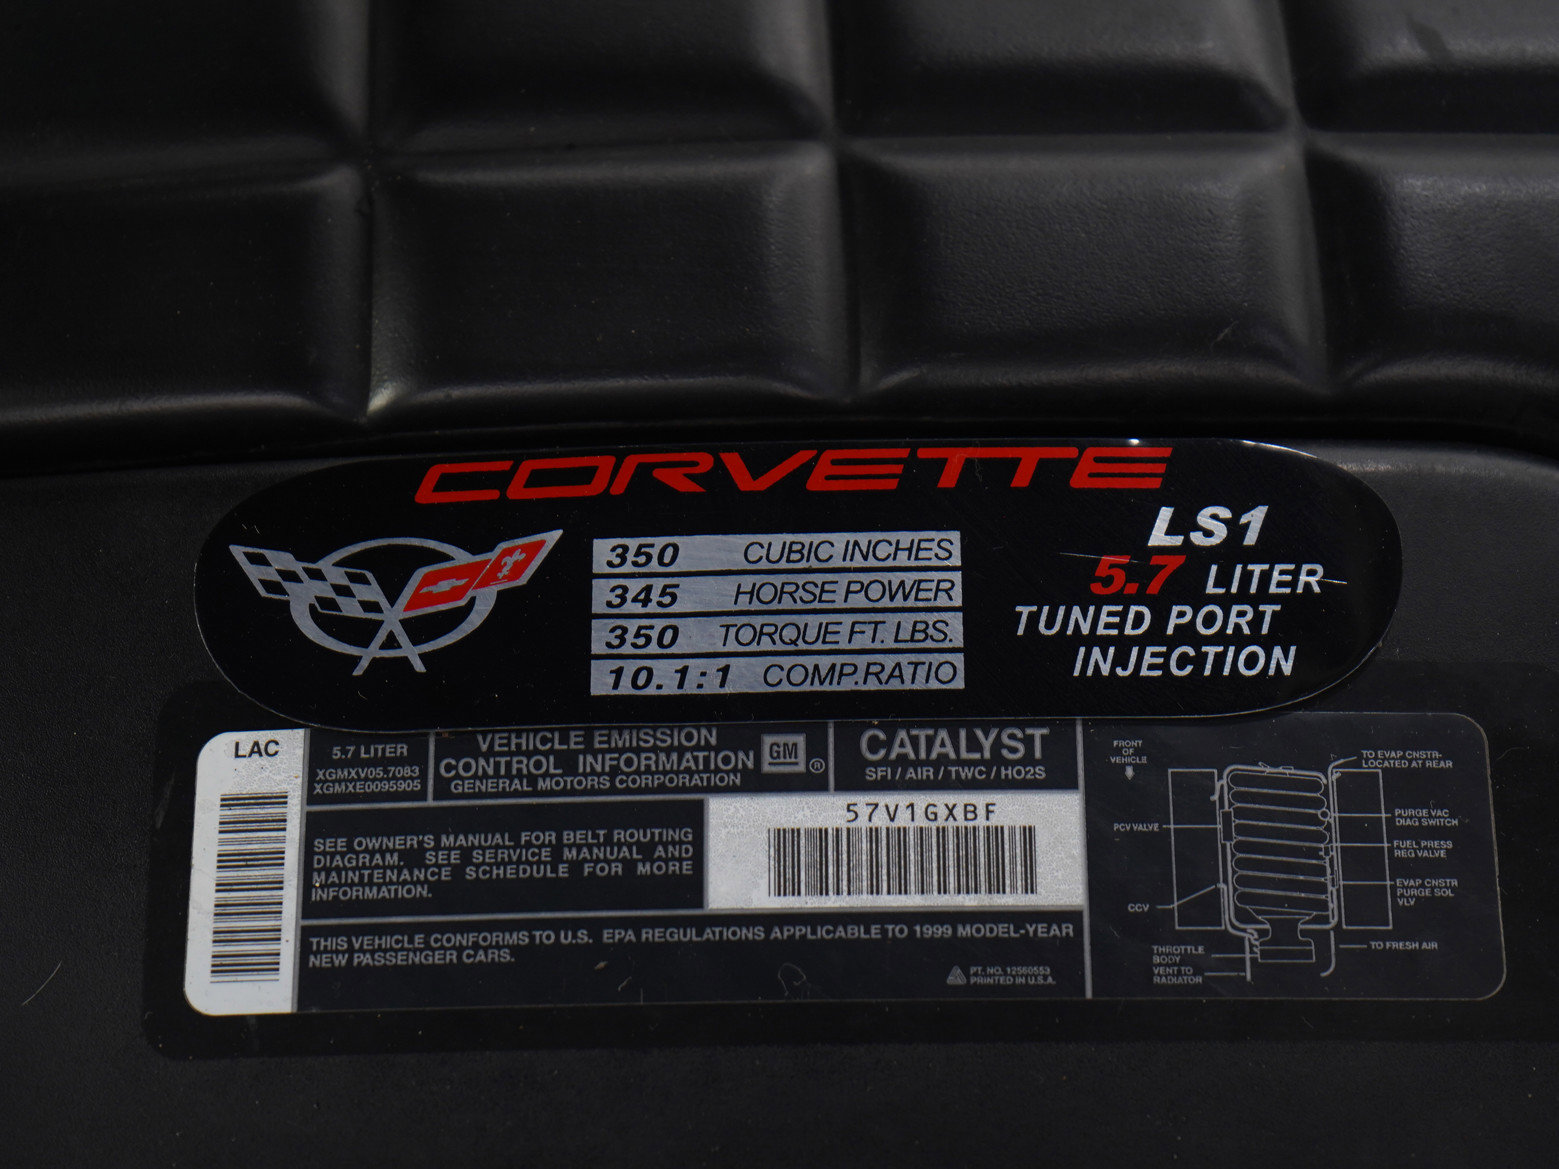 CORVETTE
350 CUBIC INCHES
345 HORSE POWER
350 TORQUE FT. LBS.
10.1:1 COMP.RATIO
LS1
5.7 LITER
TUNED PORT
INJECTION
LAC
5.7 LITER
XGMXV05.7083
XGMXE0095905
VEHICLE EMISSION
CONTROL INFORMATION
GENERAL MOTORS CORPORATION
GM ®
CATALYST
SFI / AIR / TWC / HO2S
SEE OWNER'S MANUAL FOR BELT ROUTING
DIAGRAM. SEE SERVICE MANUAL AND
MAINTENANCE SCHEDULE FOR MORE
INFORMATION.
57V1GXBF
THIS VEHICLE CONFORMS TO U.S. EPA REGULATIONS APPLICABLE TO 1999 MODEL-YEAR
NEW PASSENGER CARS.
PT. NO. 12560553
PRINTED IN U.S.A.
FRONT
OF
VEHICLE
TO EVAP CNSTR-
LOCATED AT REAR
PCV VALVE
PURGE VAC
DIAG SWITCH
FUEL PRESS
REG VALVE
EVAP CNSTR
PURGE SOL
VLV
CCV
THROTTLE
BODY
VENT TO
RADIATOR
TO FRESH AIR